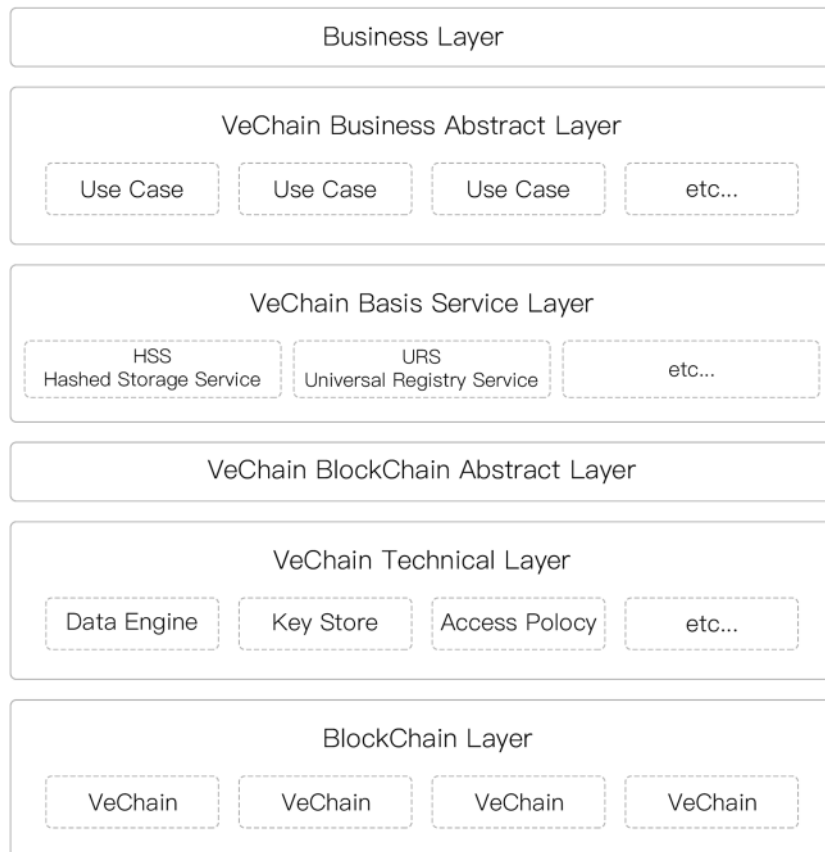 Business Layer
VeChain Business Abstract Layer
Use Case
Use Case
Use Case
etc...
VeChain Basis Service Layer
HSS
Hashed Storage Service
URS
Universal Registry Service
etc...
VeChain BlockChain Abstract Layer
VeChain Technical Layer
Data Engine
Key Store
Access Polocy
etc...
BlockChain Layer
VeChain
VeChain
VeChain
VeChain